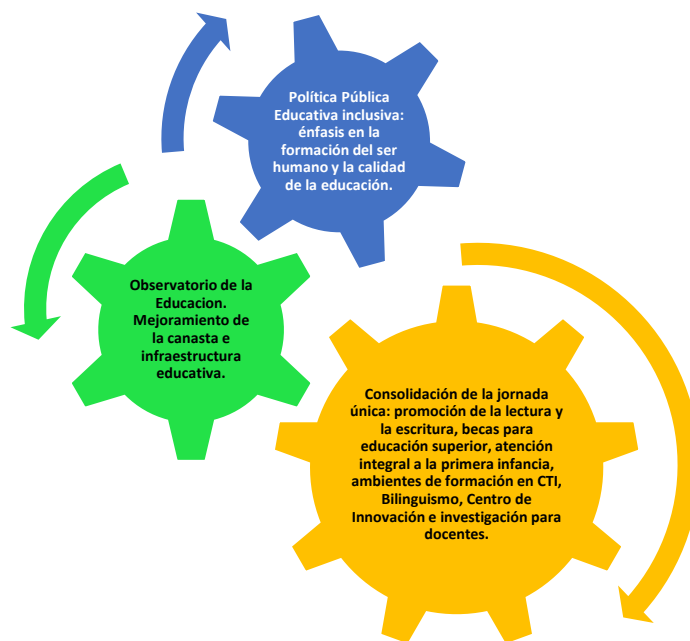 Política Pública
Educativa inclusiva:
énfasis en la
formación del ser
humano y la calidad
de la educación.
Observatorio de la
Educacion.
Mejoramiento de
la canasta e
infraestructura
educativa.
Consolidación de la jornada
única: promoción de la lectura y
la escritura, becas para
educación superior, atención
integral a la primera infancia,
ambientes de formación en CTI,
Bilinguismo, Centro de
Innovación e investigación para
docentes.